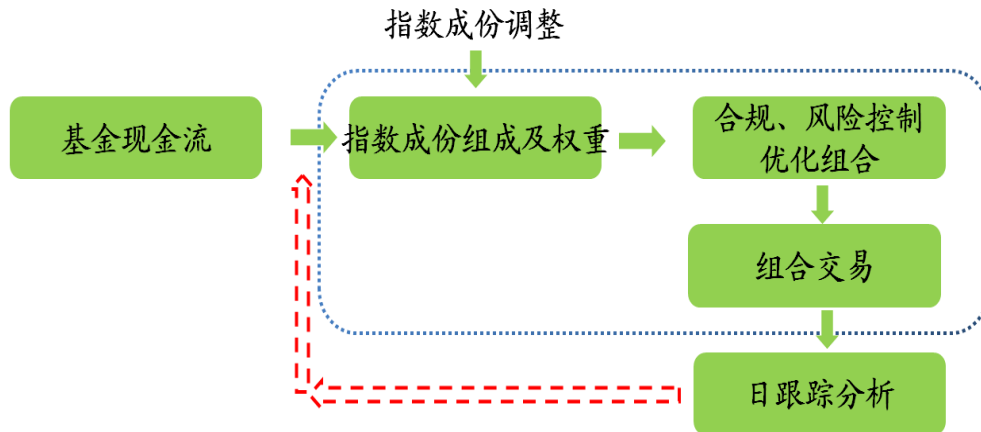 指数成份调整
基金现金流
指数成份组成及权重
合规、风险控制
优化组合
组合交易
日跟踪分析